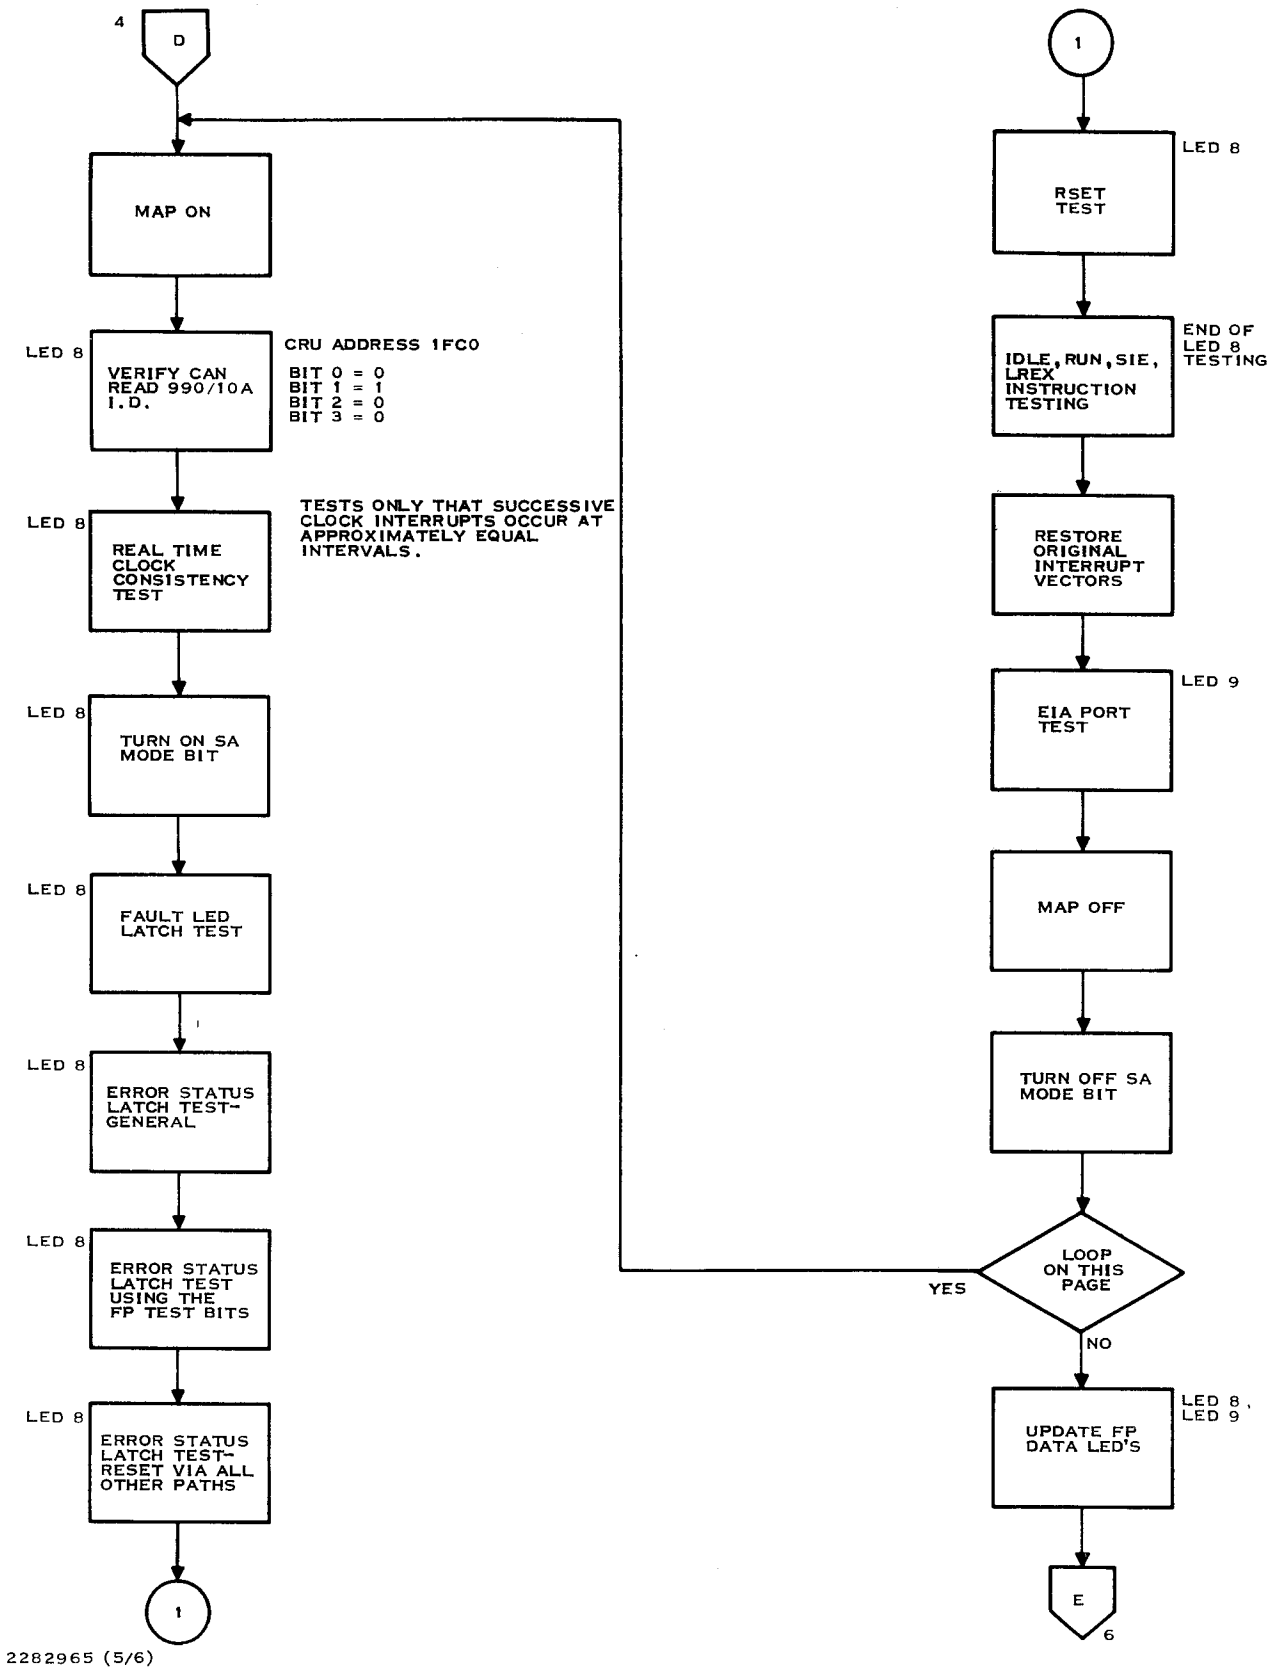 4
D
MAP ON
LED 8
VERIFY CAN
READ 990/10A
I.D.
CRU ADDRESS 1FC0
BIT 0 = 0
BIT 1 = 1
BIT 2 = 0
BIT 3 = 0
LED 8
REAL TIME
CLOCK
CONSISTENCY
TEST
TESTS ONLY THAT SUCCESSIVE
CLOCK INTERRUPTS OCCUR AT
APPROXIMATELY EQUAL
INTERVALS.
LED 8
TURN ON SA
MODE BIT
LED 8
FAULT LED
LATCH TEST
LED 8
ERROR STATUS
LATCH TEST-
GENERAL
LED 8
ERROR STATUS
LATCH TEST
USING THE
FP TEST BITS
LED 8
ERROR STATUS
LATCH TEST-
RESET VIA ALL
OTHER PATHS
1
1
LED 8
RSET
TEST
END OF
LED 8
TESTING
IDLE, RUN, SIE,
LREX
INSTRUCTION
TESTING
RESTORE
ORIGINAL
INTERRUPT
VECTORS
LED 9
EIA PORT
TEST
MAP OFF
TURN OFF SA
MODE BIT
LOOP
ON THIS
PAGE
YES
NO
LED 8,
LED 9
UPDATE FP
DATA LED'S
E
6
2282965 (5/6)